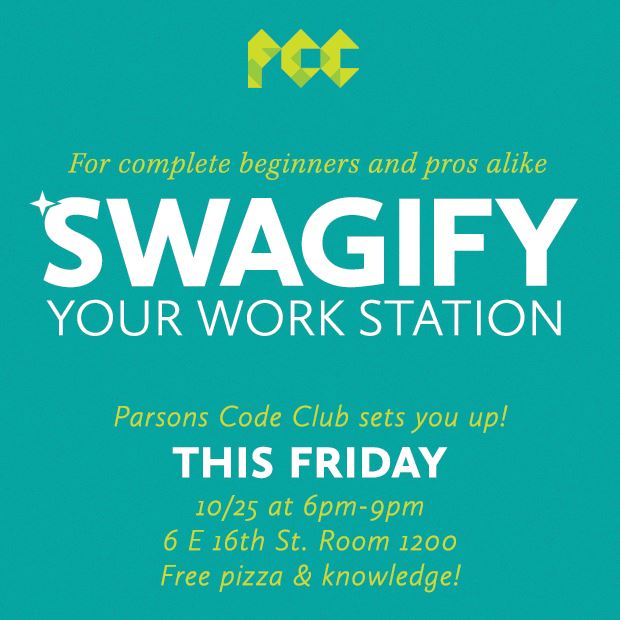 PCC
For complete beginners and pros alike
SWAGIFY
YOUR WORK STATION
Parsons Code Club sets you up!
THIS FRIDAY
10/25 at 6pm-9pm
6 E 16th St. Room 1200
Free pizza & knowledge!